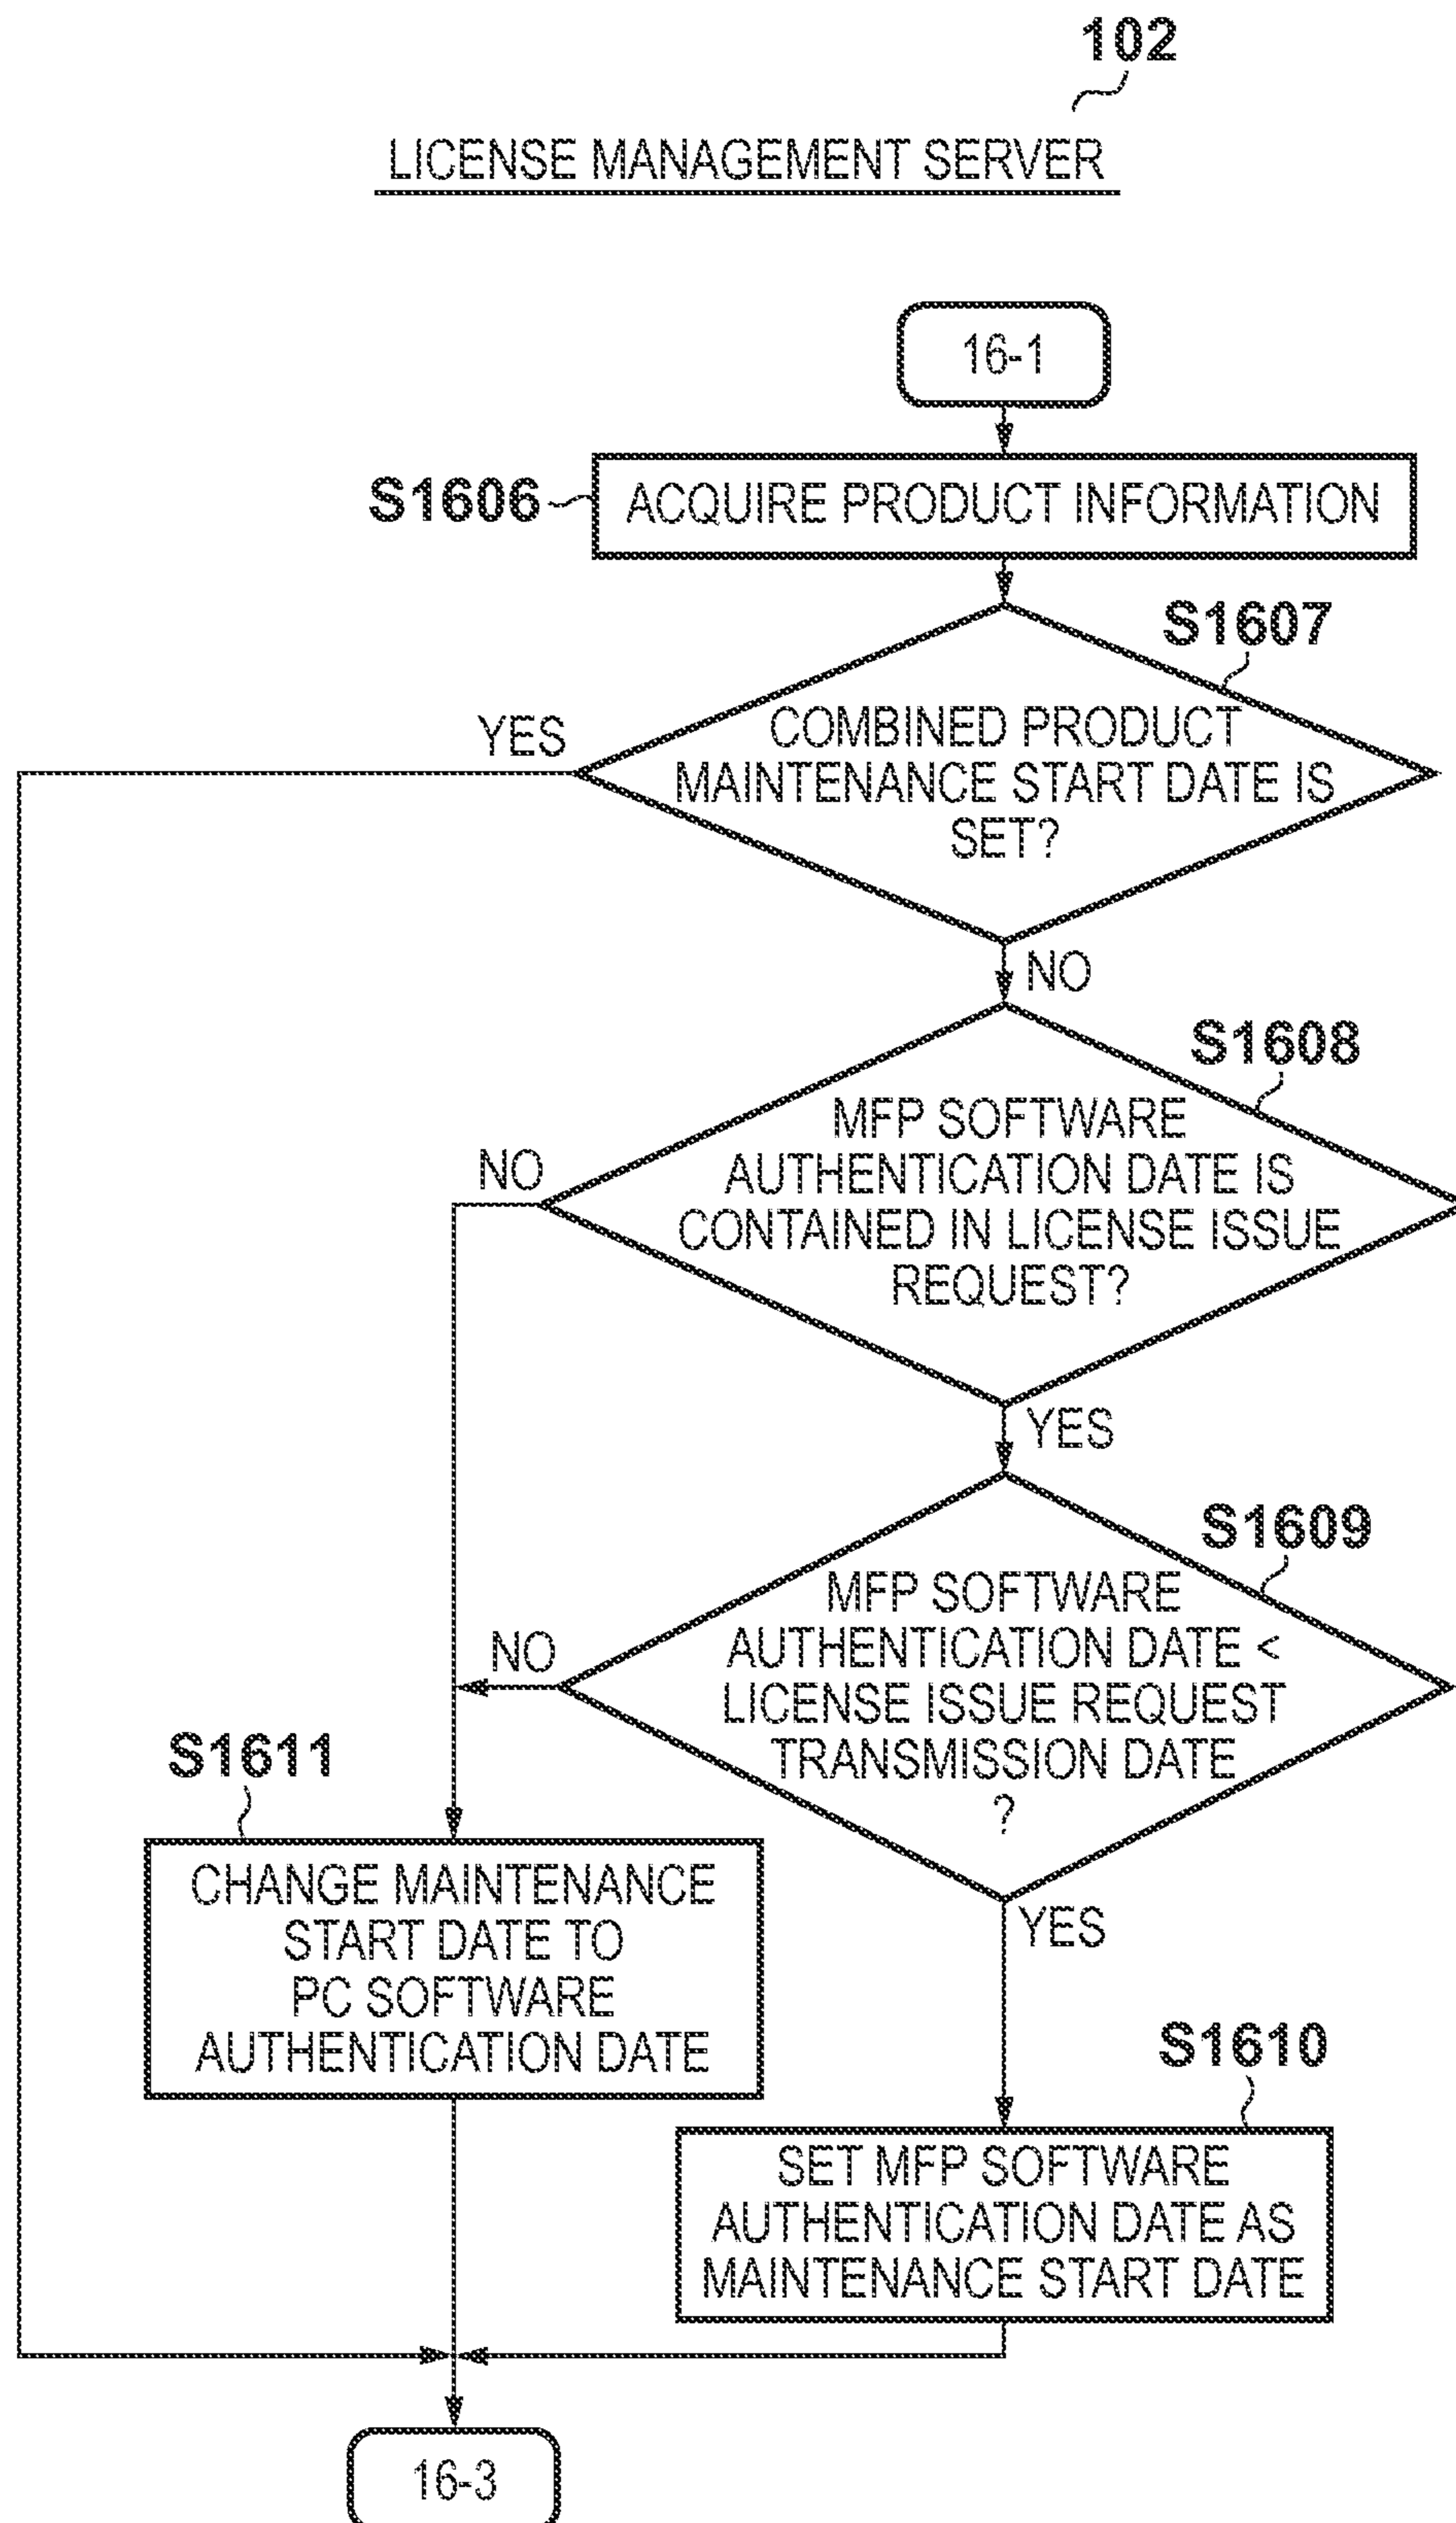 102
LICENSE MANAGEMENT SERVER
16-1
S1606
ACQUIRE PRODUCT INFORMATION
S1607
YES
COMBINED PRODUCT
MAINTENANCE START DATE IS
SET?
NO
S1608
NO
MFP SOFTWARE
AUTHENTICATION DATE IS
CONTAINED IN LICENSE ISSUE
REQUEST?
YES
S1609
NO
MFP SOFTWARE
AUTHENTICATION DATE <
LICENSE ISSUE REQUEST
TRANSMISSION DATE
?
S1611
CHANGE MAINTENANCE
START DATE TO
PC SOFTWARE
AUTHENTICATION DATE
YES
S1610
SET MFP SOFTWARE
AUTHENTICATION DATE AS
MAINTENANCE START DATE
16-3